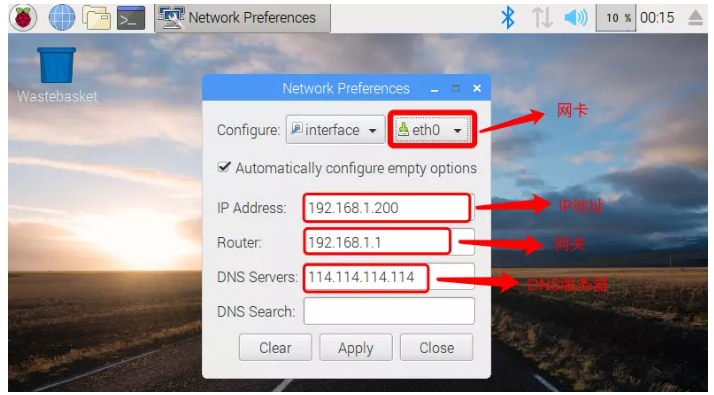 Network Preferences
10 %
00:15
Wastebasket
Network Preferences
Configure: interface eth0
网卡
Automatically configure empty options
IP Address: 192.168.1.200
IP地址
Router: 192.168.1.1
网关
DNS Servers: 114.114.114.114
DNS服务器
DNS Search:
Clear Apply Close